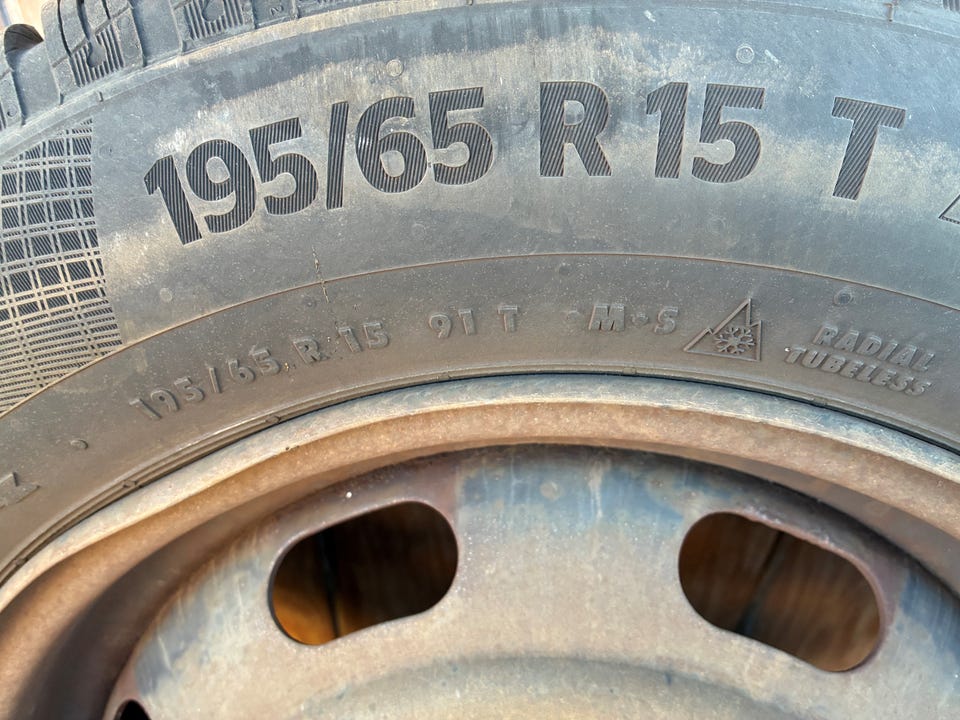 195/65 R 15 T
195/65 R 15 91 T M+S RADIAL
TUBELESS